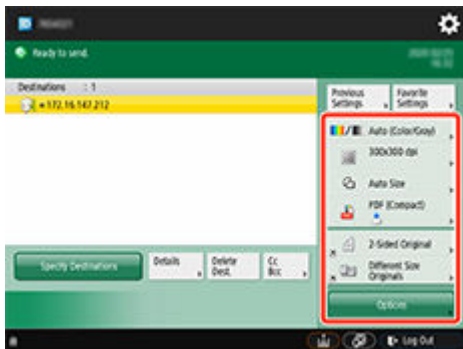 Ready to send.
Destinations : 1
172.16.147.212
Previous Settings
Favorite Settings
Auto (Color/Gray)
300x300 dpi
Auto Size
PDF (Compact)
2-Sided Original
Different Size Originals
Options
Specify Destinations
Details
Delete Dest.
Cc Bcc
Log Out